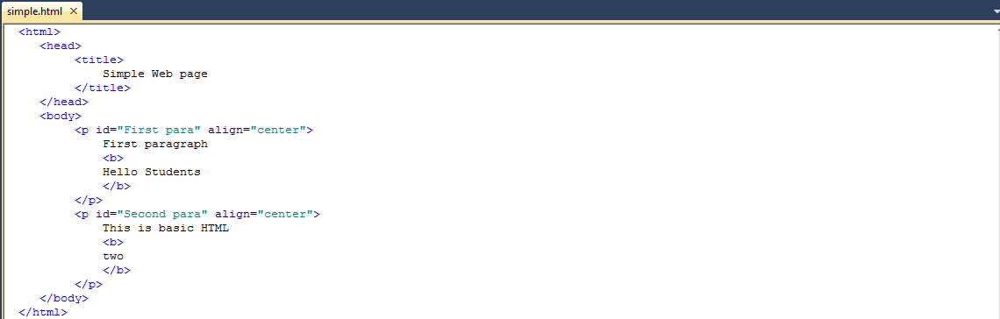 simple.html
<html>
<head>
<title>
Simple Web page
</title>
</head>
<body>
<p id="First para" align="center">
First paragraph
<b>
Hello Students
</b>
</p>
<p id="Second para" align="center">
This is basic HTML
<b>
two
</b>
</p>
</body>
</html>